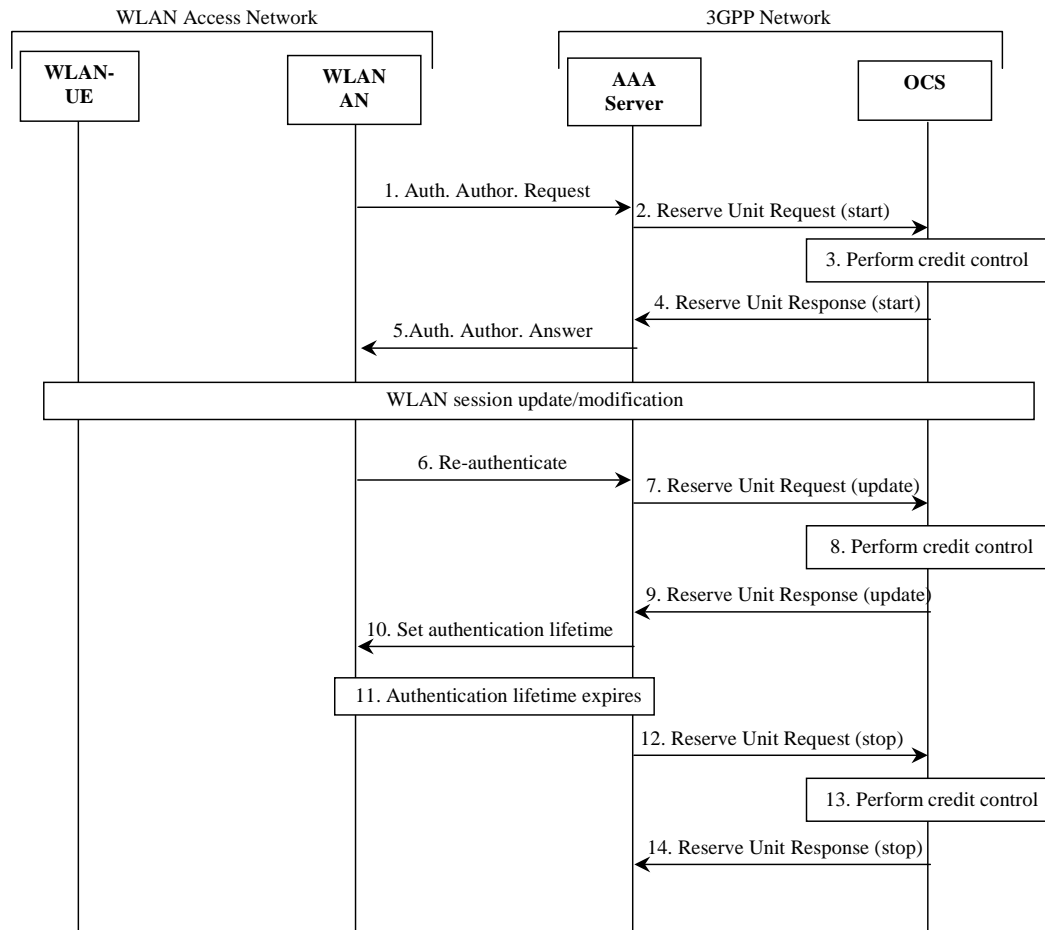 WLAN Access Network
3GPP Network
WLAN-
UE
WLAN
AN
AAA
Server
OCS
1. Auth. Author. Request
2. Reserve Unit Request (start)
3. Perform credit control
4. Reserve Unit Response (start)
5.Auth. Author. Answer
WLAN session update/modification
6. Re-authenticate
7. Reserve Unit Request (update)
8. Perform credit control
9. Reserve Unit Response (update)
10. Set authentication lifetime
11. Authentication lifetime expires
12. Reserve Unit Request (stop)
13. Perform credit control
14. Reserve Unit Response (stop)